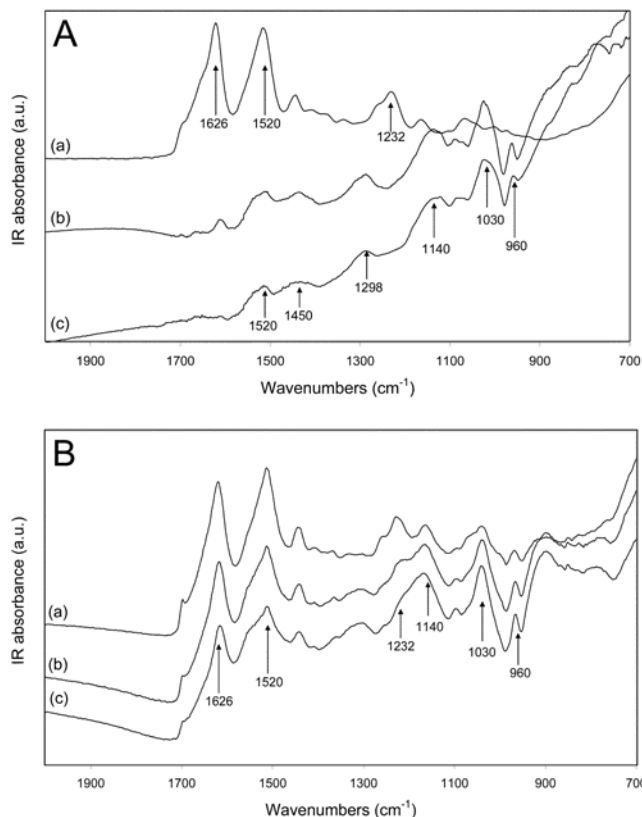 A
IR absorbance (a.u.)
(a)
(b)
(c)
1626
1520
1232
1520
1450
1298
1140
1030
960
1900 1700 1500 1300 1100 900 700
Wavenumbers (cm⁻¹)
B
IR absorbance (a.u.)
(a)
(b)
(c)
1626
1520
1232
1140
1030
960
1900 1700 1500 1300 1100 900 700
Wavenumbers (cm⁻¹)